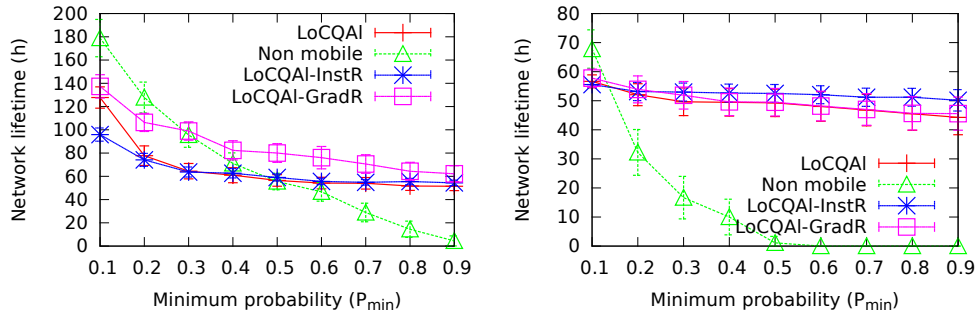 Network lifetime (h)
200
180
160
140
120
100
80
60
40
20
0
LoCQAl
Non mobile
LoCQAl-InstR
LoCQAl-GradR
0.1 0.2 0.3 0.4 0.5 0.6 0.7 0.8 0.9
Minimum probability (Pmin)
Network lifetime (h)
80
70
60
50
40
30
20
10
0
LoCQAl
Non mobile
LoCQAl-InstR
LoCQAl-GradR
0.1 0.2 0.3 0.4 0.5 0.6 0.7 0.8 0.9
Minimum probability (Pmin)